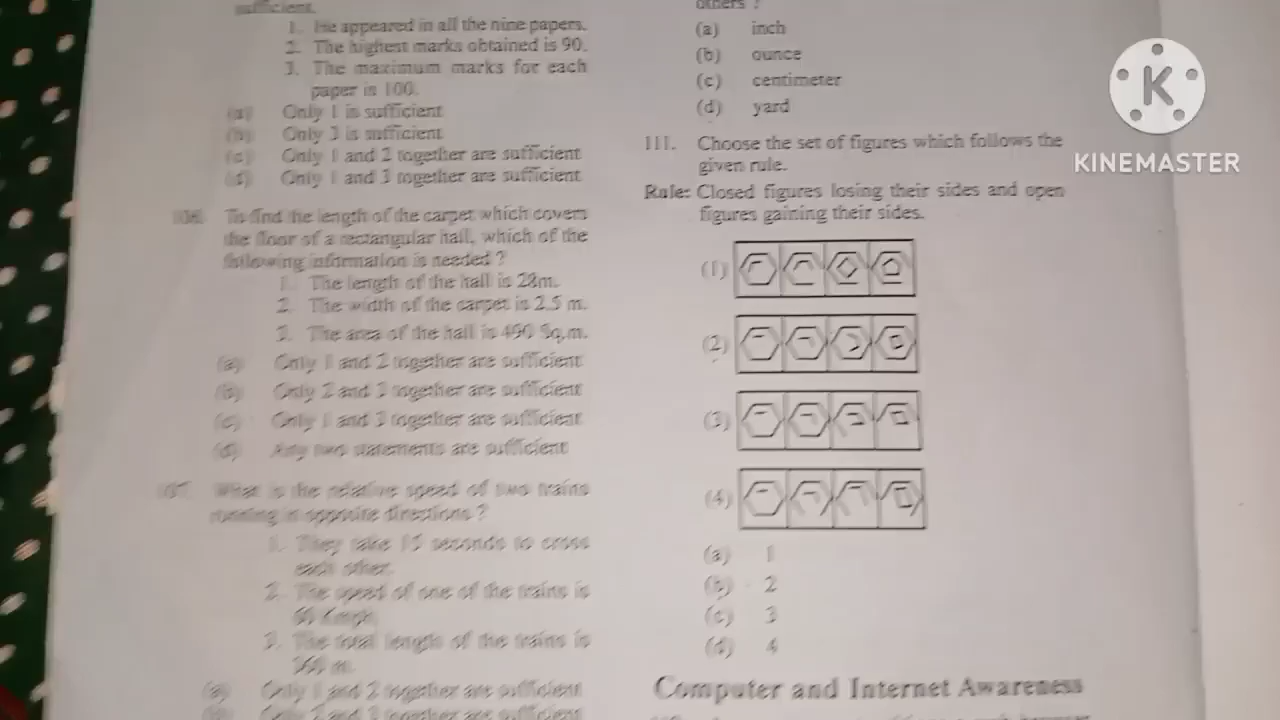 sufficient.
1. He appeared in all the nine papers.
2. The highest marks obtained is 90.
3. The maximum marks for each
paper is 100.
(a) Only 1 is sufficient
(b) Only 3 is sufficient
(c) Only 1 and 2 together are sufficient
(d) Only 1 and 3 together are sufficient
106. To find the length of the carpet which covers
the floor of a rectangular hall, which of the
following information is needed ?
1. The length of the hall is 28m.
2. The width of the carpet is 2.5 m.
3. The area of the hall is 490 Sq.m.
(a) Only 1 and 2 together are sufficient
(b) Only 2 and 3 together are sufficient
(c) Only 1 and 3 together are sufficient
(d) Any two statements are sufficient
107. What is the relative speed of two trains
running in opposite directions ?
1. They take 15 seconds to cross
each other.
2. The speed of one of the trains is
60 Kmph.
3. The total length of the trains is
360 m.
(a) Only 1 and 2 together are sufficient
others ?
(a) inch
(b) ounce
(c) centimeter
(d) yard
111. Choose the set of figures which follows the
given rule.
Rule: Closed figures losing their sides and open
figures gaining their sides.
(1)
(2)
(3)
(4)
(a) 1
(b) 2
(c) 3
(d) 4
Computer and Internet Awareness
K
KINEMASTER